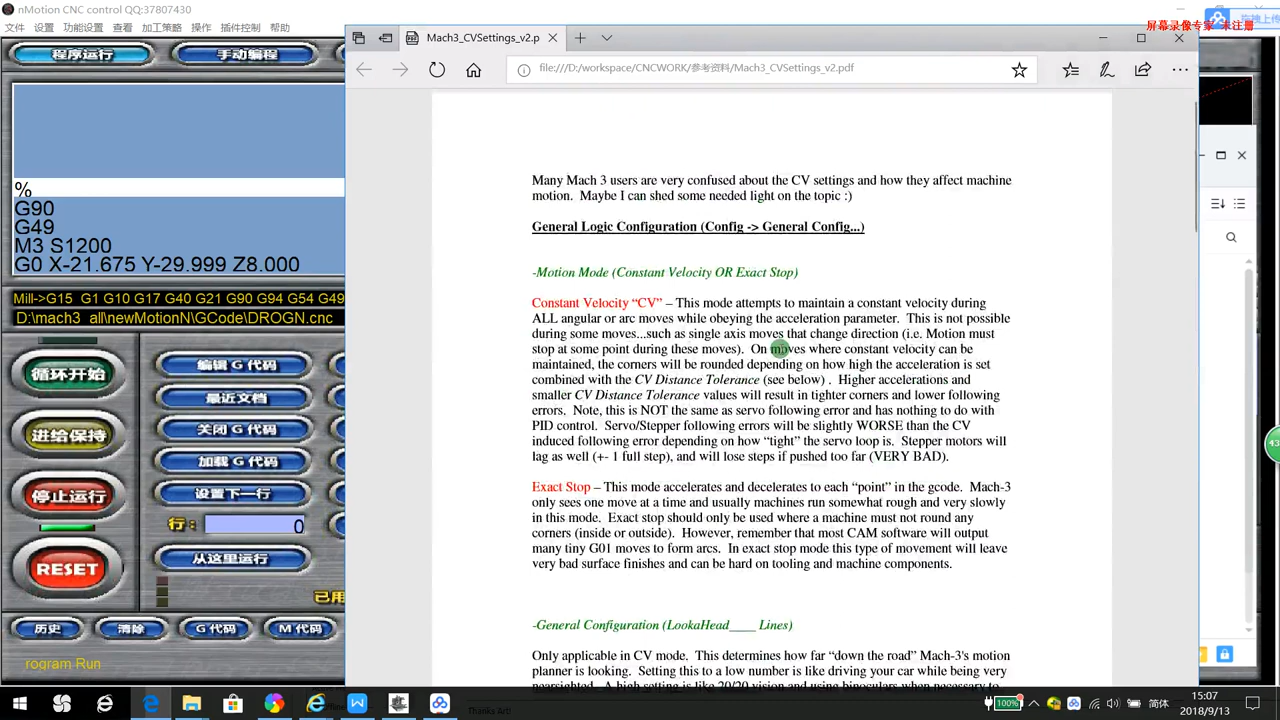 nMotion CNC control QQ:37807430
文件 设置 功能设置 查看 加工策略 操作 插件控制 帮助
屏幕录像专家 未注册
程序运行 手动编程
Mach3_CVSettings_v2.p
file:///D:/workspace/CNCWORK/参考资料/Mach3_CVSettings_v2.pdf
%
G90
G49
M3 S1200
G0 X-21.675 Y-29.999 Z8.000
Mill->G15 G1 G10 G17 G40 G21 G90 G94 G54 G49
D:\mach3_all\newMotionN\GCode\DROGN.cnc
循环开始
进给保持
停止运行
RESET
编辑 G 代码
最近文档
关闭 G 代码
加载 G 代码
设置下一行
行: 0
从这里运行
已用
历史 清除 G 代码 M 代码
rogram Run
Many Mach 3 users are very confused about the CV settings and how they affect machine
motion. Maybe I can shed some needed light on the topic :)
General Logic Configuration (Config -> General Config...)
-Motion Mode (Constant Velocity OR Exact Stop)
Constant Velocity “CV” – This mode attempts to maintain a constant velocity during
ALL angular or arc moves while obeying the acceleration parameter. This is not possible
during some moves...such as single axis moves that change direction (i.e. Motion must
stop at some point during these moves). On moves where constant velocity can be
maintained, the corners will be rounded depending on how high the acceleration is set
combined with the CV Distance Tolerance (see below) . Higher accelerations and
smaller CV Distance Tolerance values will result in tighter corners and lower following
errors. Note, this is NOT the same as servo following error and has nothing to do with
PID control. Servo/Stepper following errors will be slightly WORSE than the CV
induced following error depending on how “tight” the servo loop is. Stepper motors will
lag as well (+- 1 full step), and will lose steps if pushed too far (VERY BAD).
Exact Stop – This mode accelerates and decelerates to each “point” in the gcode. Mach-3
only sees one move at a time and usually machines run somewhat rough and very slowly
in this mode. Exact stop should only be used where a machine must not round any
corners (inside or outside). However, remember that most CAM software will output
many tiny G01 moves to form arcs. In exact stop mode this type of movement will leave
very bad surface finishes and can be hard on tooling and machine components.
-General Configuration (LookaHead____ Lines)
Only applicable in CV mode. This determines how far “down the road” Mach-3's motion
planner is looking. Setting this to a low number is like driving your car while being very
nearsighted. A high setting is like 20/20 vision and using binoculars when necessary to
43
Thanks Art!
100%
简体
15:07
2018/9/13